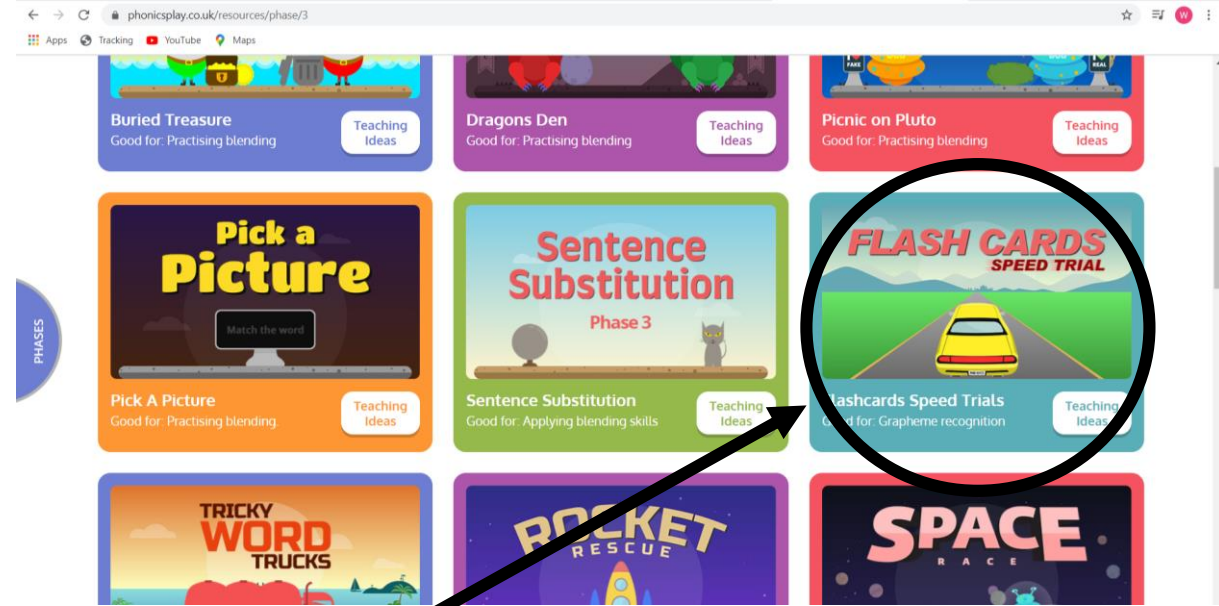 phonicsplay.co.uk/resources/phase/3
W
Apps Tracking YouTube Maps
FAKE
REAL
Buried Treasure
Good for: Practising blending
Teaching
Ideas
Dragons Den
Good for: Practising blending
Teaching
Ideas
Picnic on Pluto
Good for: Practising blending
Teaching
Ideas
PHASES
Pick a
Picture
Match the word
Pick A Picture
Good for: Practising blending.
Teaching
Ideas
Sentence
Substitution
Phase 3
Sentence Substitution
Good for: Applying blending skills
Teaching
Ideas
FLASH CARDS
SPEED TRIAL
Flashcards Speed Trials
Good for: Grapheme recognition
Teaching
Ideas
TRICKY
WORD
TRUCKS
ROCKET
RESCUE
SPACE
RACE